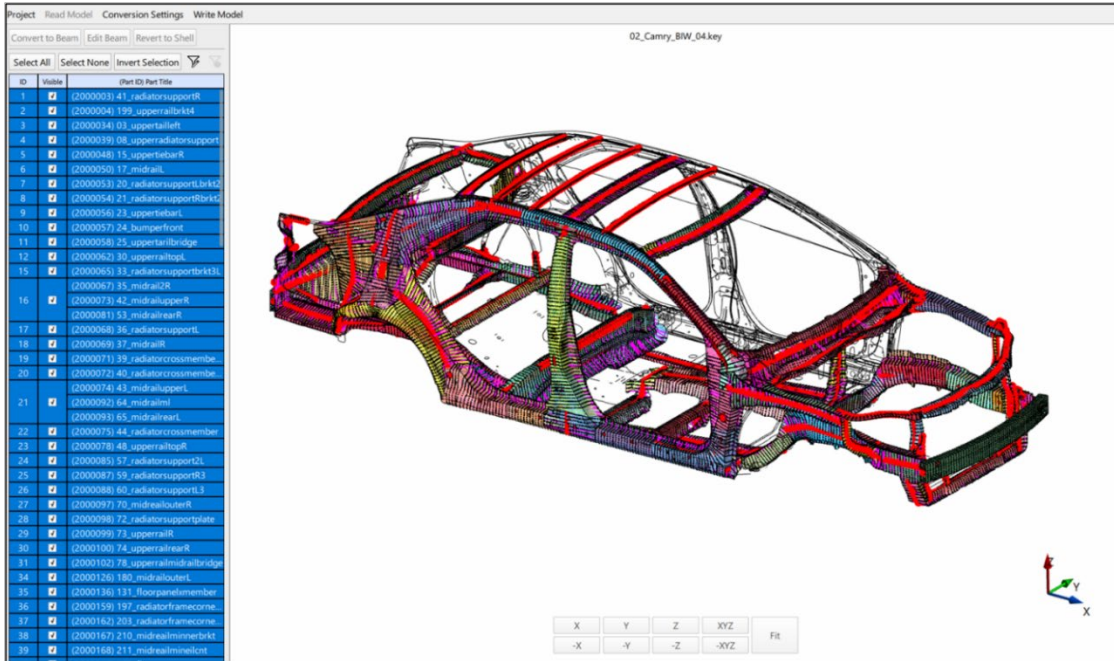 Project Read Model Conversion Settings Write Model
Convert to Beam Edit Beam Revert to Shell
02_Camry_BIW_04.key
Select All Select None Invert Selection
ID Visible (Part ID) Part Title
1 (2000003) 41_radiatorsupportR
2 (2000004) 199_upperrailbrkt4
3 (2000034) 03_uppertailleft
4 (2000039) 08_upperradiatorsupport
5 (2000048) 15_uppertiebarR
6 (2000050) 17_midrailL
7 (2000053) 20_radiatorsupportLbrkt2
8 (2000054) 21_radiatorsupportRbrkt2
9 (2000056) 23_uppertiebarL
10 (2000057) 24_bumperfront
11 (2000058) 25_uppertarilbridge
12 (2000062) 30_upperrailtopL
15 (2000065) 33_radiatorsupportbrkt3L
(2000067) 35_midrail2R
16 (2000073) 42_midrailupperR
(2000081) 53_midrailrearR
17 (2000068) 36_radiatorsupportL
18 (2000069) 37_midrailR
19 (2000071) 39_radiatorcrossmembe...
20 (2000072) 40_radiatorcrossmembe...
(2000074) 43_midrailupperL
21 (2000092) 64_midrailml
(2000093) 65_midrailrearL
22 (2000075) 44_radiatorcrossmember
23 (2000078) 48_upperrailtopR
24 (2000085) 57_radiatorsupport2L
25 (2000087) 59_radiatorsupportR3
26 (2000088) 60_radiatorsupportL3
27 (2000097) 70_midreailouterR
28 (2000098) 72_radiatorsupportplate
29 (2000099) 73_upperrailR
30 (2000100) 74_upperrailrearR
31 (2000102) 78_upperrailmidrailbridge
34 (2000126) 180_midrailouterL
35 (2000136) 131_floorpanelxmember
36 (2000159) 197_radiatorframecorne...
37 (2000162) 203_radiatorframecorne...
38 (2000167) 210_midreailminnerbrkt
39 (2000168) 211_midreailmineilcnt
X Y Z XYZ Fit
-X -Y -Z -XYZ
Z
Y
X